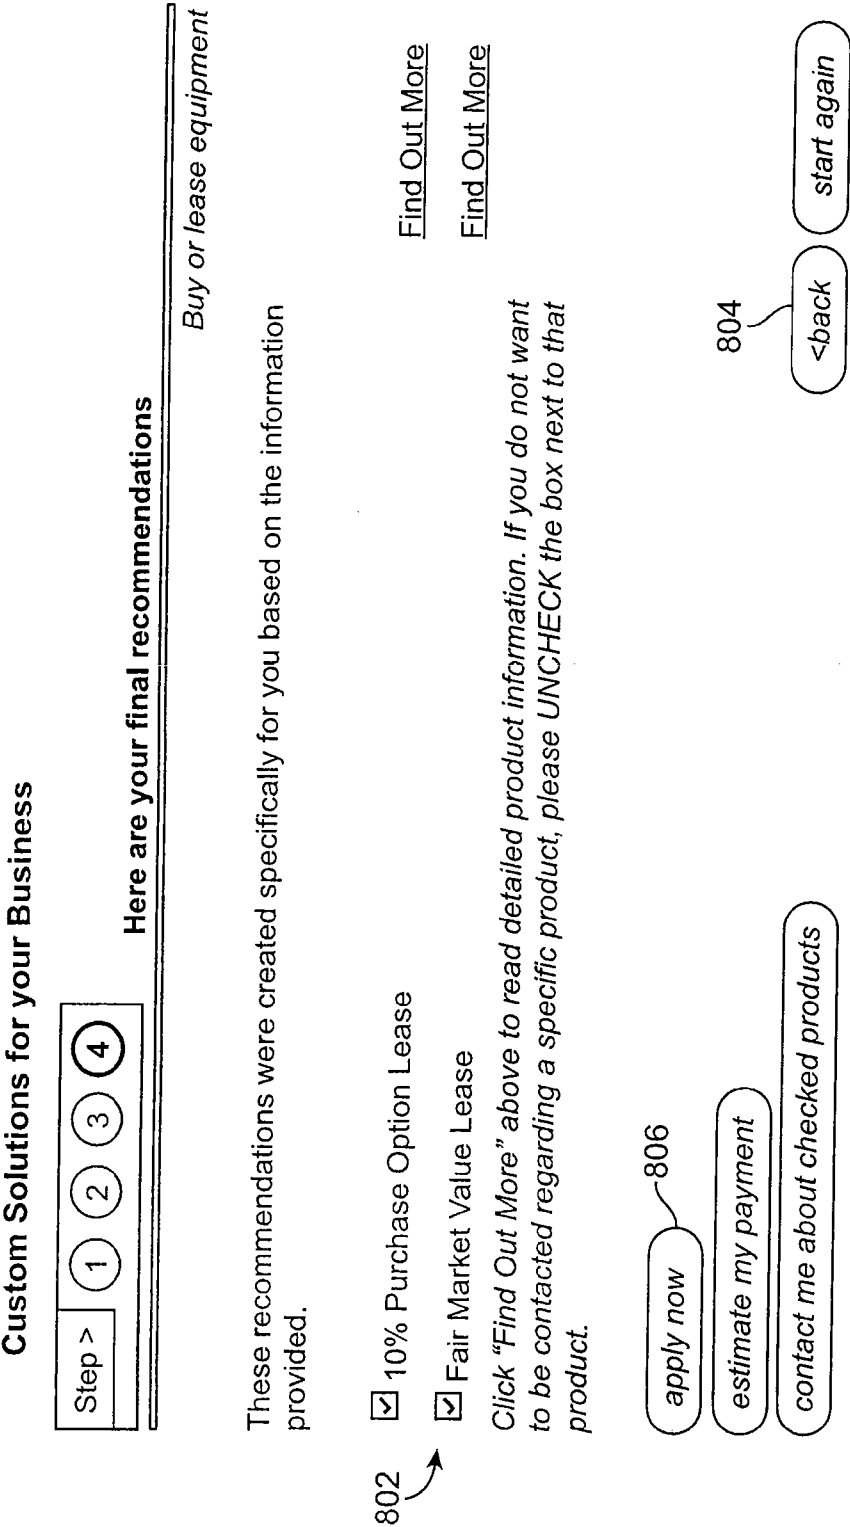 Custom Solutions for your Business
Step > 1 2 3 4
Here are your final recommendations
Buy or lease equipment
These recommendations were created specifically for you based on the information
provided.
10% Purchase Option Lease Find Out More
802
Fair Market Value Lease Find Out More
Click “Find Out More” above to read detailed product information. If you do not want
to be contacted regarding a specific product, please UNCHECK the box next to that
product.
apply now 806
estimate my payment
804
contact me about checked products <back start again